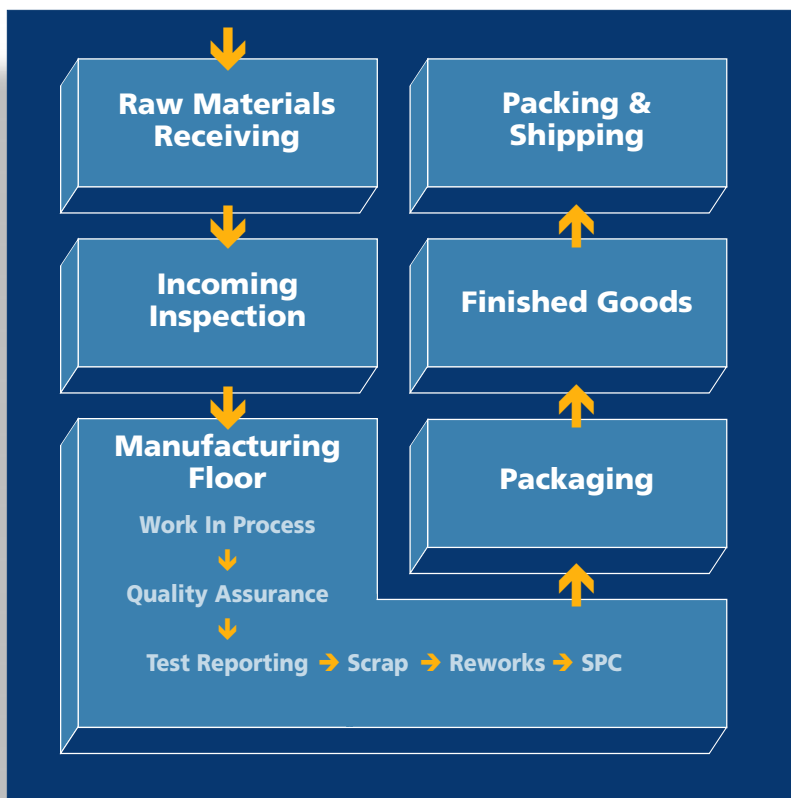 Raw Materials
Receiving
Incoming
Inspection
Manufacturing
Floor
Work In Process
Quality Assurance
Test Reporting
Scrap
Reworks
SPC
Packaging
Finished Goods
Packing &
Shipping